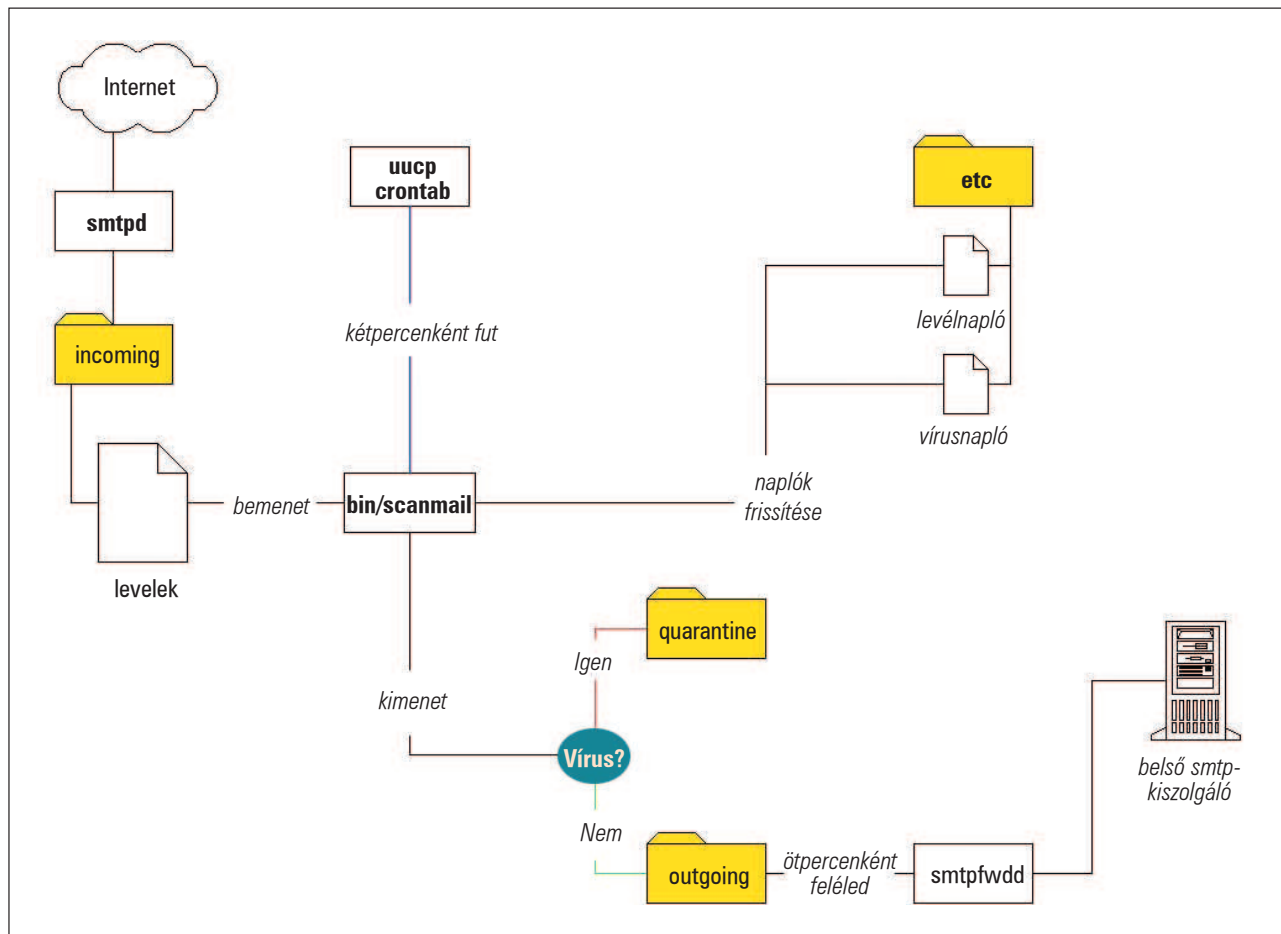 Internet
smtpd
incoming
levelek
bemenet
uucp
crontab
kétpercenként fut
bin/scanmail
naplók
frissítése
etc
levélnapló
vírusnapló
kimenet
Vírus?
Igen
quarantine
Nem
outgoing
ötpercenként
feléled
smtpfwdd
belső smtp-
kiszolgáló